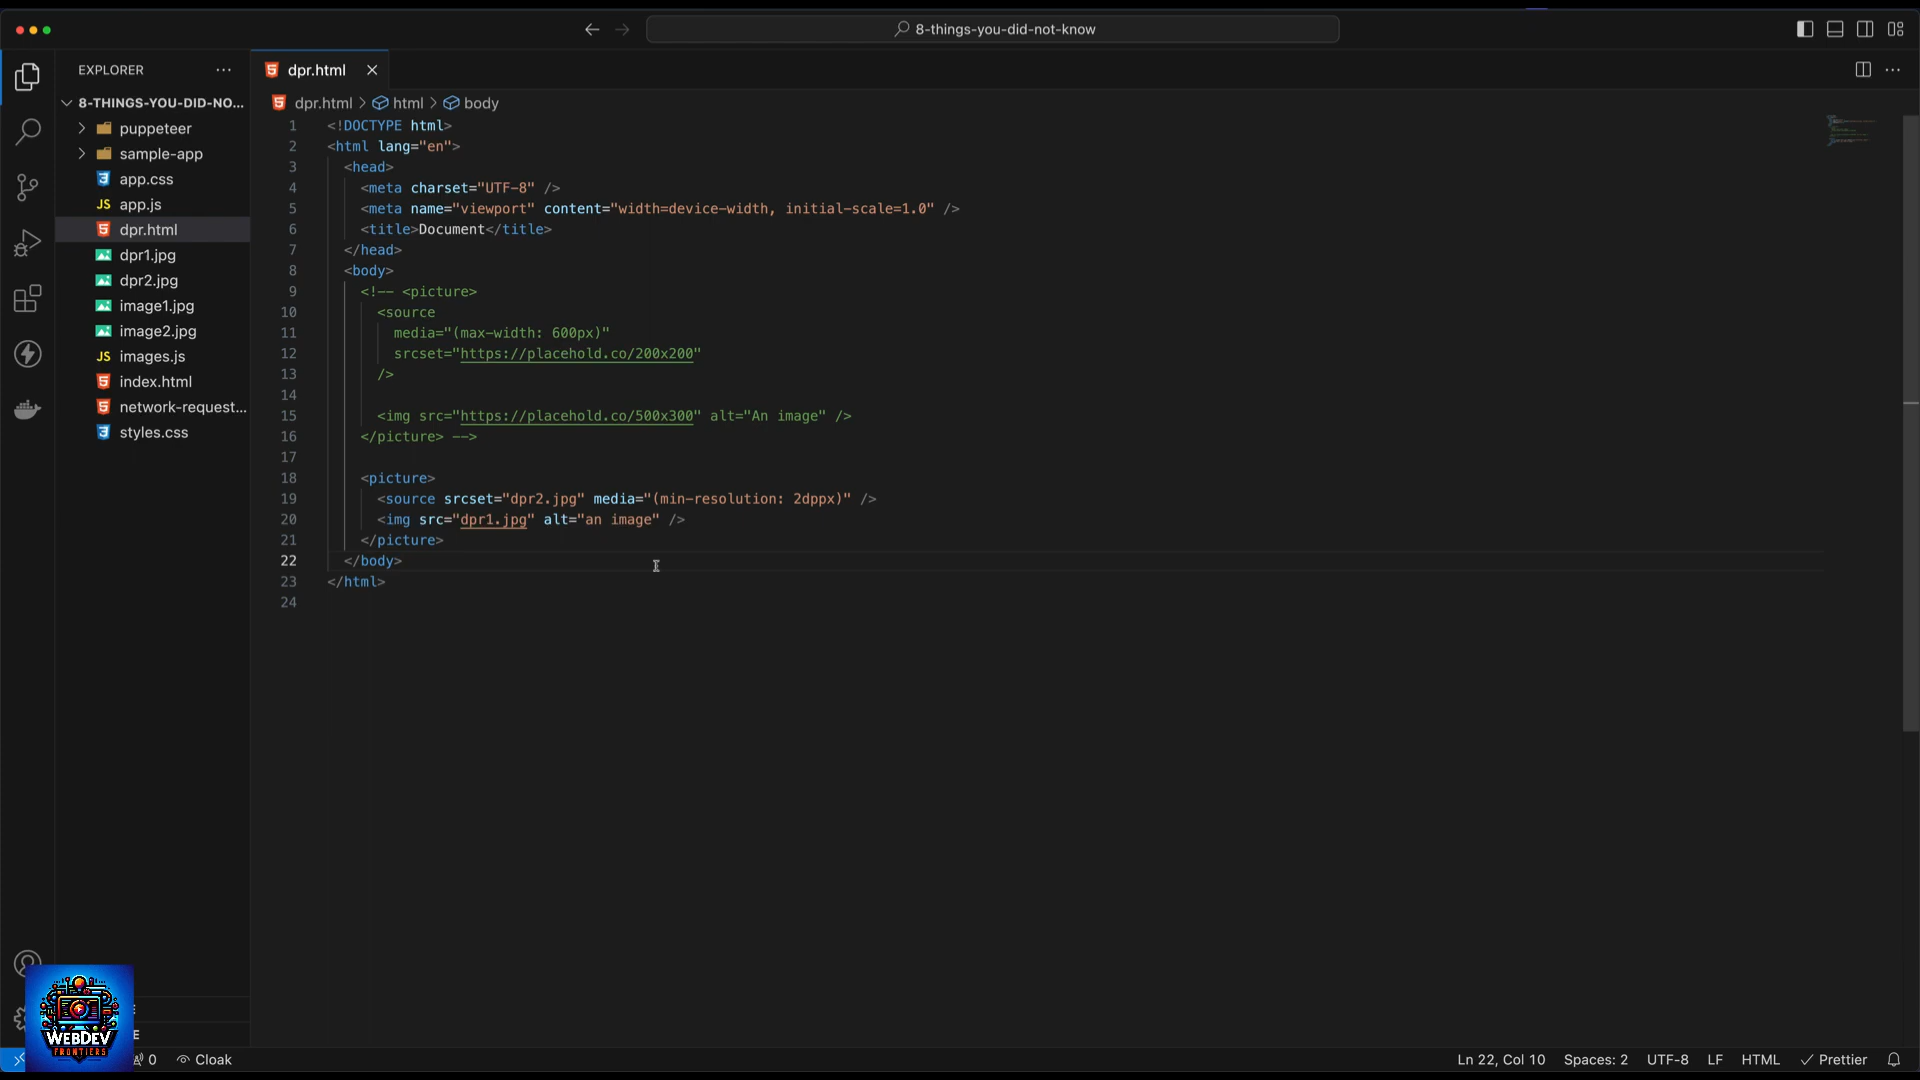 8-things-you-did-not-know
EXPLORER
dpr.html
8-THINGS-YOU-DID-NO...
dpr.html > html > body
puppeteer
sample-app
app.css
JS app.js
dpr.html
dpr1.jpg
dpr2.jpg
image1.jpg
image2.jpg
JS images.js
index.html
network-request...
styles.css
1 <!DOCTYPE html>
2 <html lang="en">
3 <head>
4 <meta charset="UTF-8" />
5 <meta name="viewport" content="width=device-width, initial-scale=1.0" />
6 <title>Document</title>
7 </head>
8 <body>
9 <!-- <picture>
10 <source
11 media="(max-width: 600px)"
12 srcset="https://placehold.co/200x200"
13 />
14
15 <img src="https://placehold.co/500x300" alt="An image" />
16 </picture> -->
17
18 <picture>
19 <source srcset="dpr2.jpg" media="(min-resolution: 2dppx)" />
20 <img src="dpr1.jpg" alt="an image" />
21 </picture>
22 </body>
23 </html>
24
WEBDEV
FRONTIERS
E
E
0 Cloak
Ln 22, Col 10 Spaces: 2 UTF-8 LF HTML Prettier